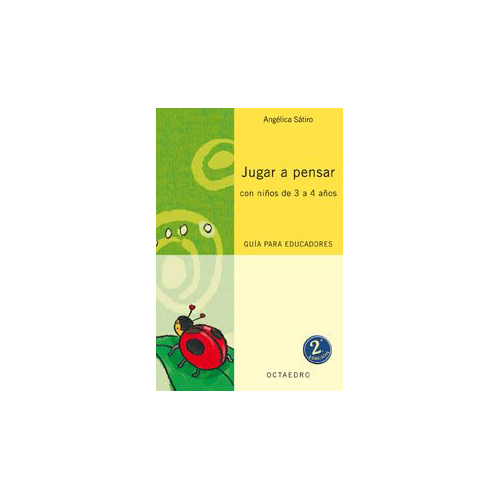 Angélica Sátiro
Jugar a pensar
con niños de 3 a 4 años
GUÍA PARA EDUCADORES
2ª
EDICIÓN
OCTAEDRO